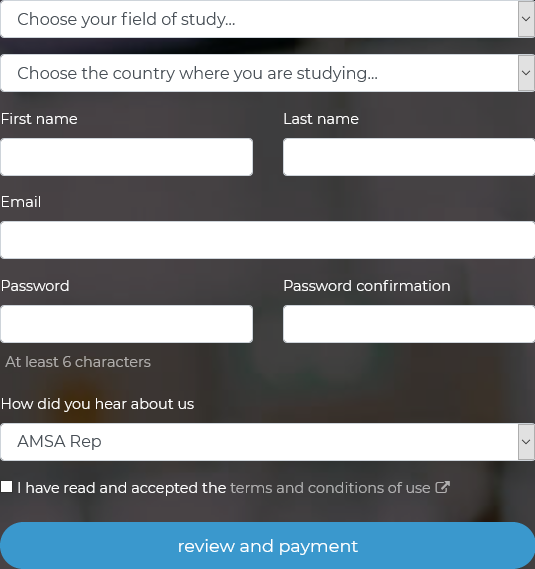 Choose your field of study...
Choose the country where you are studying...
First name
Last name
Email
Password
Password confirmation
At least 6 characters
How did you hear about us
AMSA Rep
I have read and accepted the terms and conditions of use
review and payment